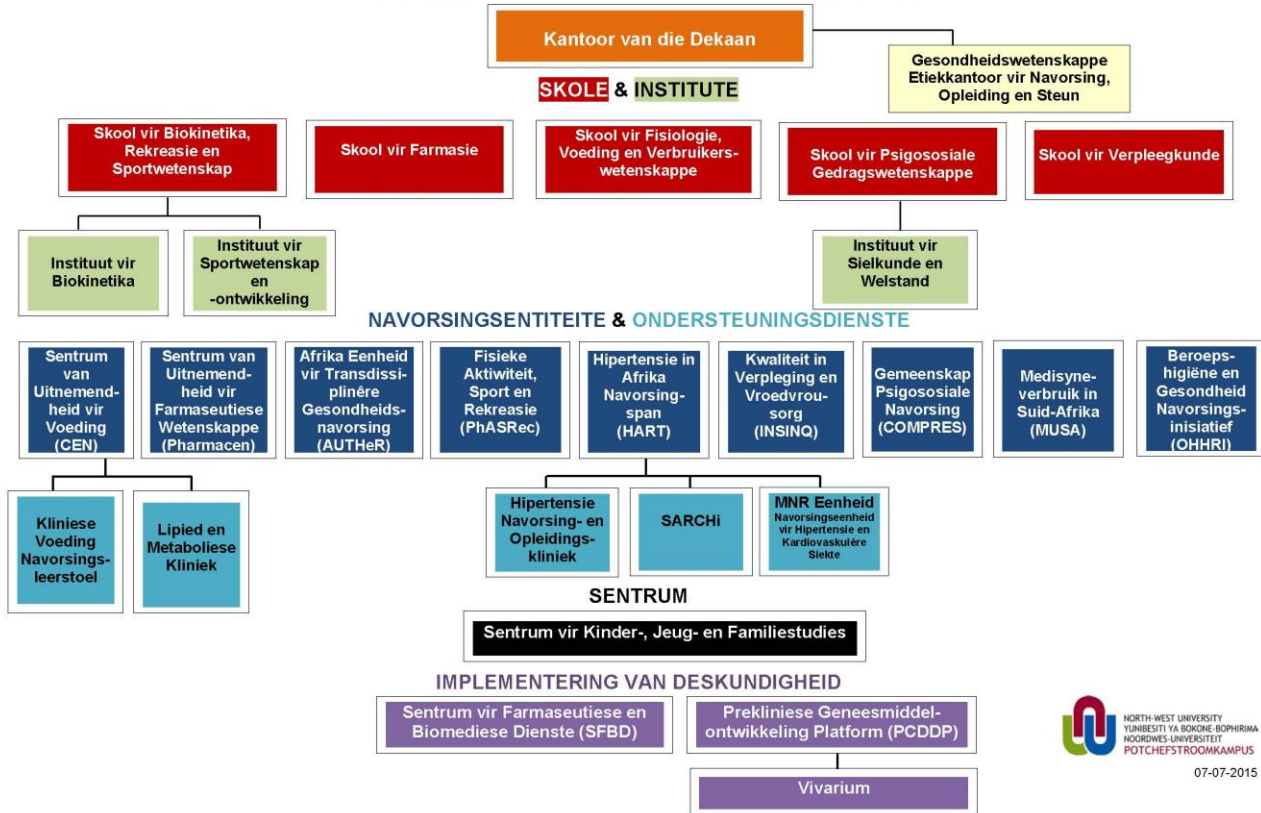 Kantoor van die Dekaan
Gesondheidswetenskappe
Etiekkantoor vir Navorsing,
Opleiding en Steun
SKOLE & INSTITUTE
Skool vir Biokinetika,
Rekreasie en
Sportwetenskap
Skool vir Farmasie
Skool vir Fisiologie,
Voeding en Verbruikers-
wetenskappe
Skool vir Psigososiale
Gedragswetenskappe
Skool vir Verpleegkunde
Instituut vir
Biokinetika
Instituut vir
Sportwetenskap
en
-ontwikkeling
Instituut vir
Sielkunde en
Welstand
NAVORSINGSENTITEITE & ONDERSTEUNINGSDIENSTE
Sentrum
van
Uitnemend-
heid vir
Voeding
(CEN)
Sentrum van
Uitnemend-
heid vir
Farmaseutiese
Wetenskappe
(Pharmacen)
Afrika Eenheid
vir Transdissi-
plinêre
Gesondheids-
navorsing
(AUTHeR)
Fisieke
Aktiwiteit,
Sport en
Rekreasie
(PhASRec)
Hipertensie in
Afrika
Navorsing-
span
(HART)
Kwaliteit in
Verpleging en
Vroedvrou-
sorg
(INSINQ)
Gemeenskap
Psigososiale
Navorsing
(COMPRES)
Medisyne-
verbruik in
Suid-Afrika
(MUSA)
Beroeps-
higiëne en
Gesondheid
Navorsings-
inisiatief
(OHHRI)
Kliniese
Voeding
Navorsings-
leerstoel
Lipied en
Metaboliese
Kliniek
Hipertensie
Navorsing- en
Opleidings-
kliniek
SARCHi
MNR Eenheid
Navorsingseenheid
vir Hipertensie en
Kardiovaskulêre
Siekte
SENTRUM
Sentrum vir Kinder-, Jeug- en Familiestudies
IMPLEMENTERING VAN DESKUNDIGHEID
Sentrum vir Farmaseutiese en
Biomediese Dienste (SFBD)
Prekliniese Geneesmiddel-
ontwikkeling Platform (PCDDP)
Vivarium
NORTH-WEST UNIVERSITY
YUNIBESITI YA BOKONE-BOPHIRIMA
NOORDWES-UNIVERSITEIT
POTCHEFSTROOMKAMPUS
07-07-2015